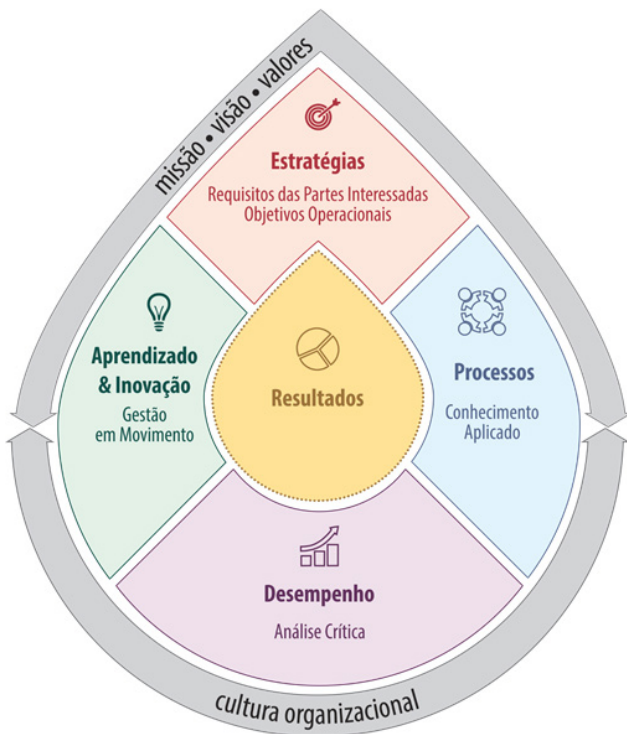 missão • visão • valores
Estratégias
Requisitos das Partes Interessadas
Objetivos Operacionais
Aprendizado
& Inovação
Gestão
em Movimento
Resultados
Processos
Conhecimento
Aplicado
Desempenho
Análise Crítica
cultura organizacional